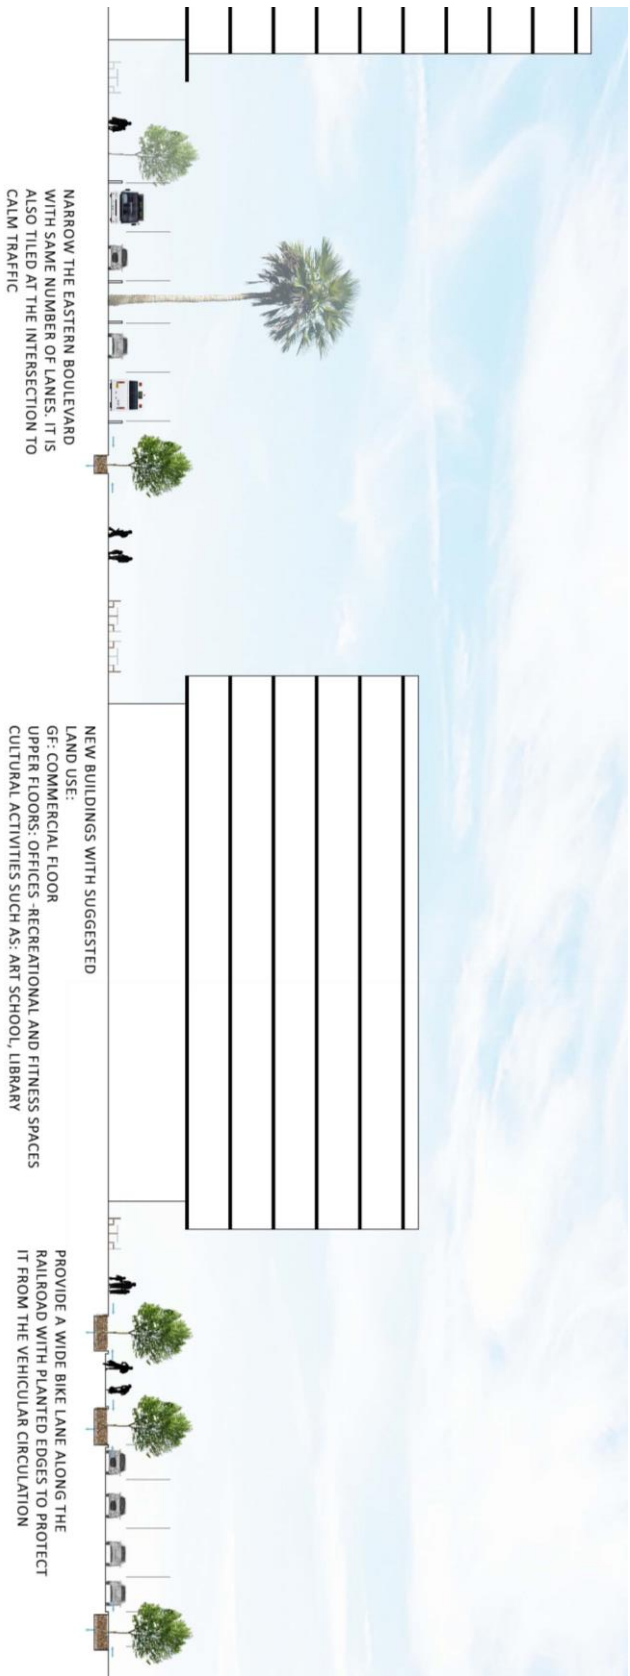 NARROW THE EASTERN BOULEVARD
WITH SAME NUMBER OF LANES. IT IS
ALSO TILED AT THE INTERSECTION TO
CALM TRAFFIC
NEW BUILDINGS WITH SUGGESTED
LAND USE:
GF: COMMERCIAL FLOOR
UPPER FLOORS: OFFICES -RECREATIONAL AND FITNESS SPACES
CULTURAL ACTIVITIES SUCH AS: ART SCHOOL, LIBRARY
PROVIDE A WIDE BIKE LANE ALONG THE
RAILROAD WITH PLANTED EDGES TO PROTECT
IT FROM THE VEHICULAR CIRCULATION